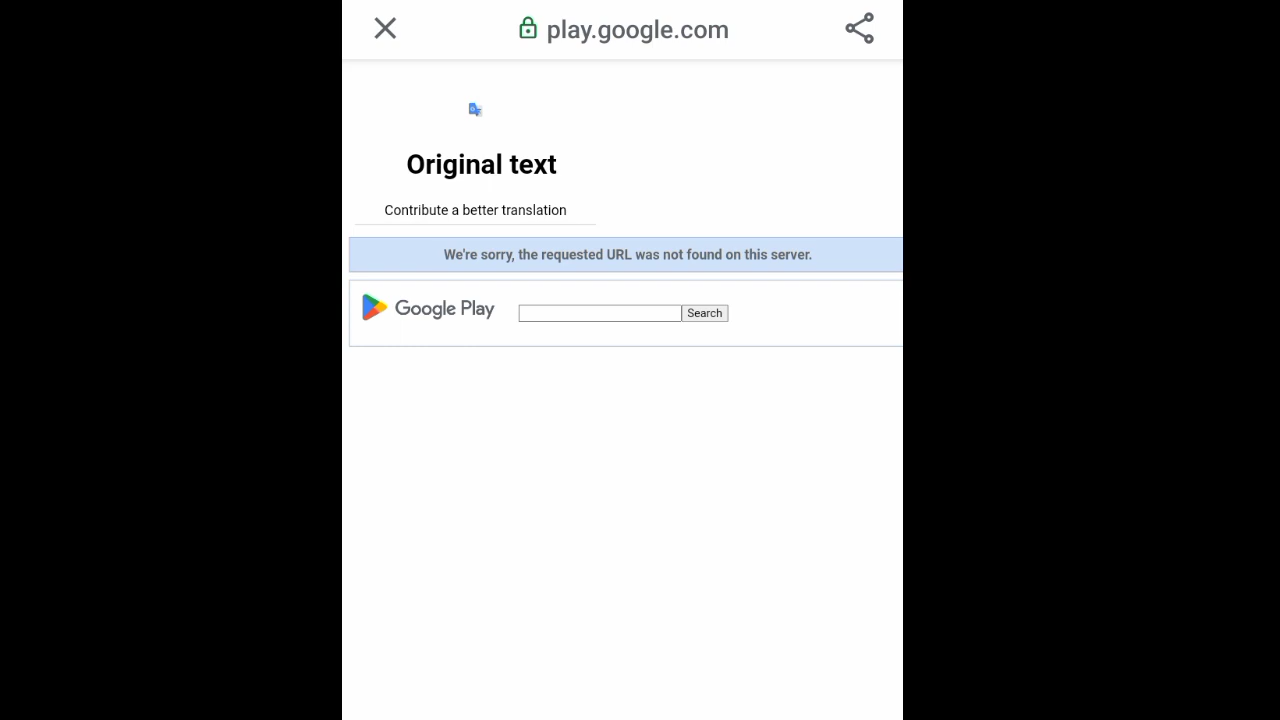 play.google.com
Original text
Contribute a better translation
We're sorry, the requested URL was not found on this server.
Google Play
Search